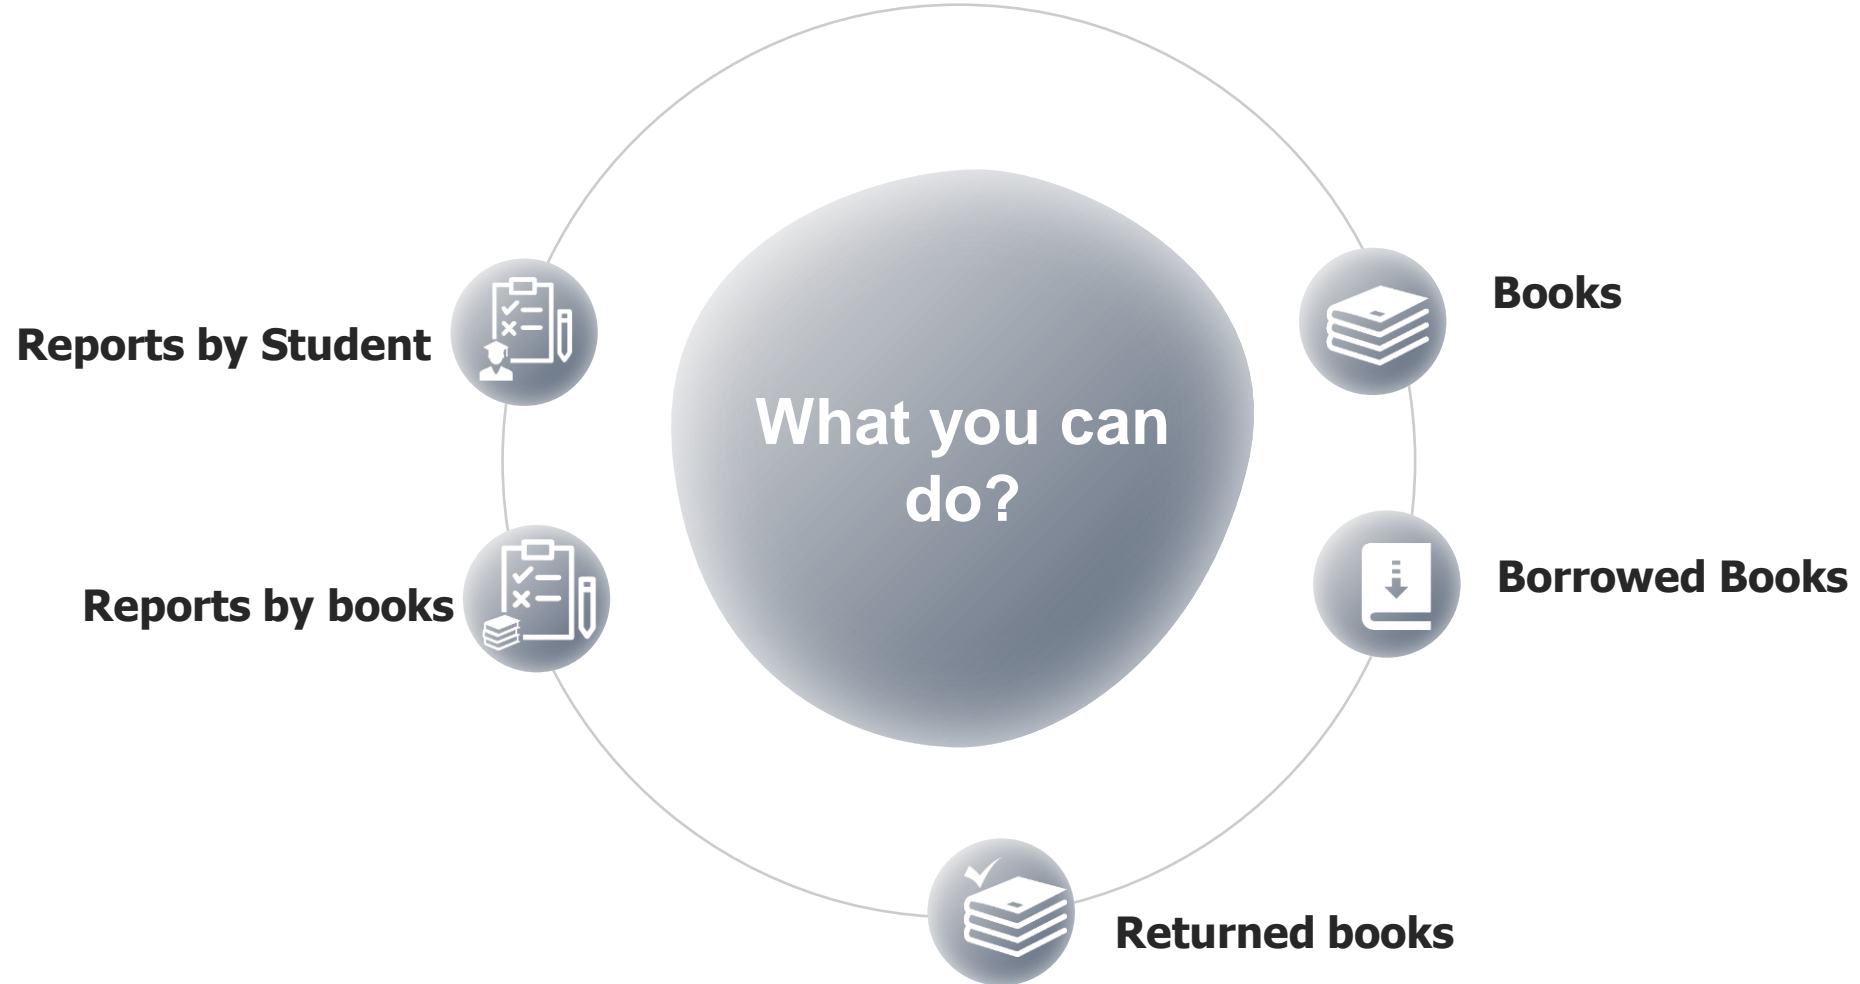 Books
Reports by Student
What you can
do?
Borrowed Books
Reports by books
Returned books